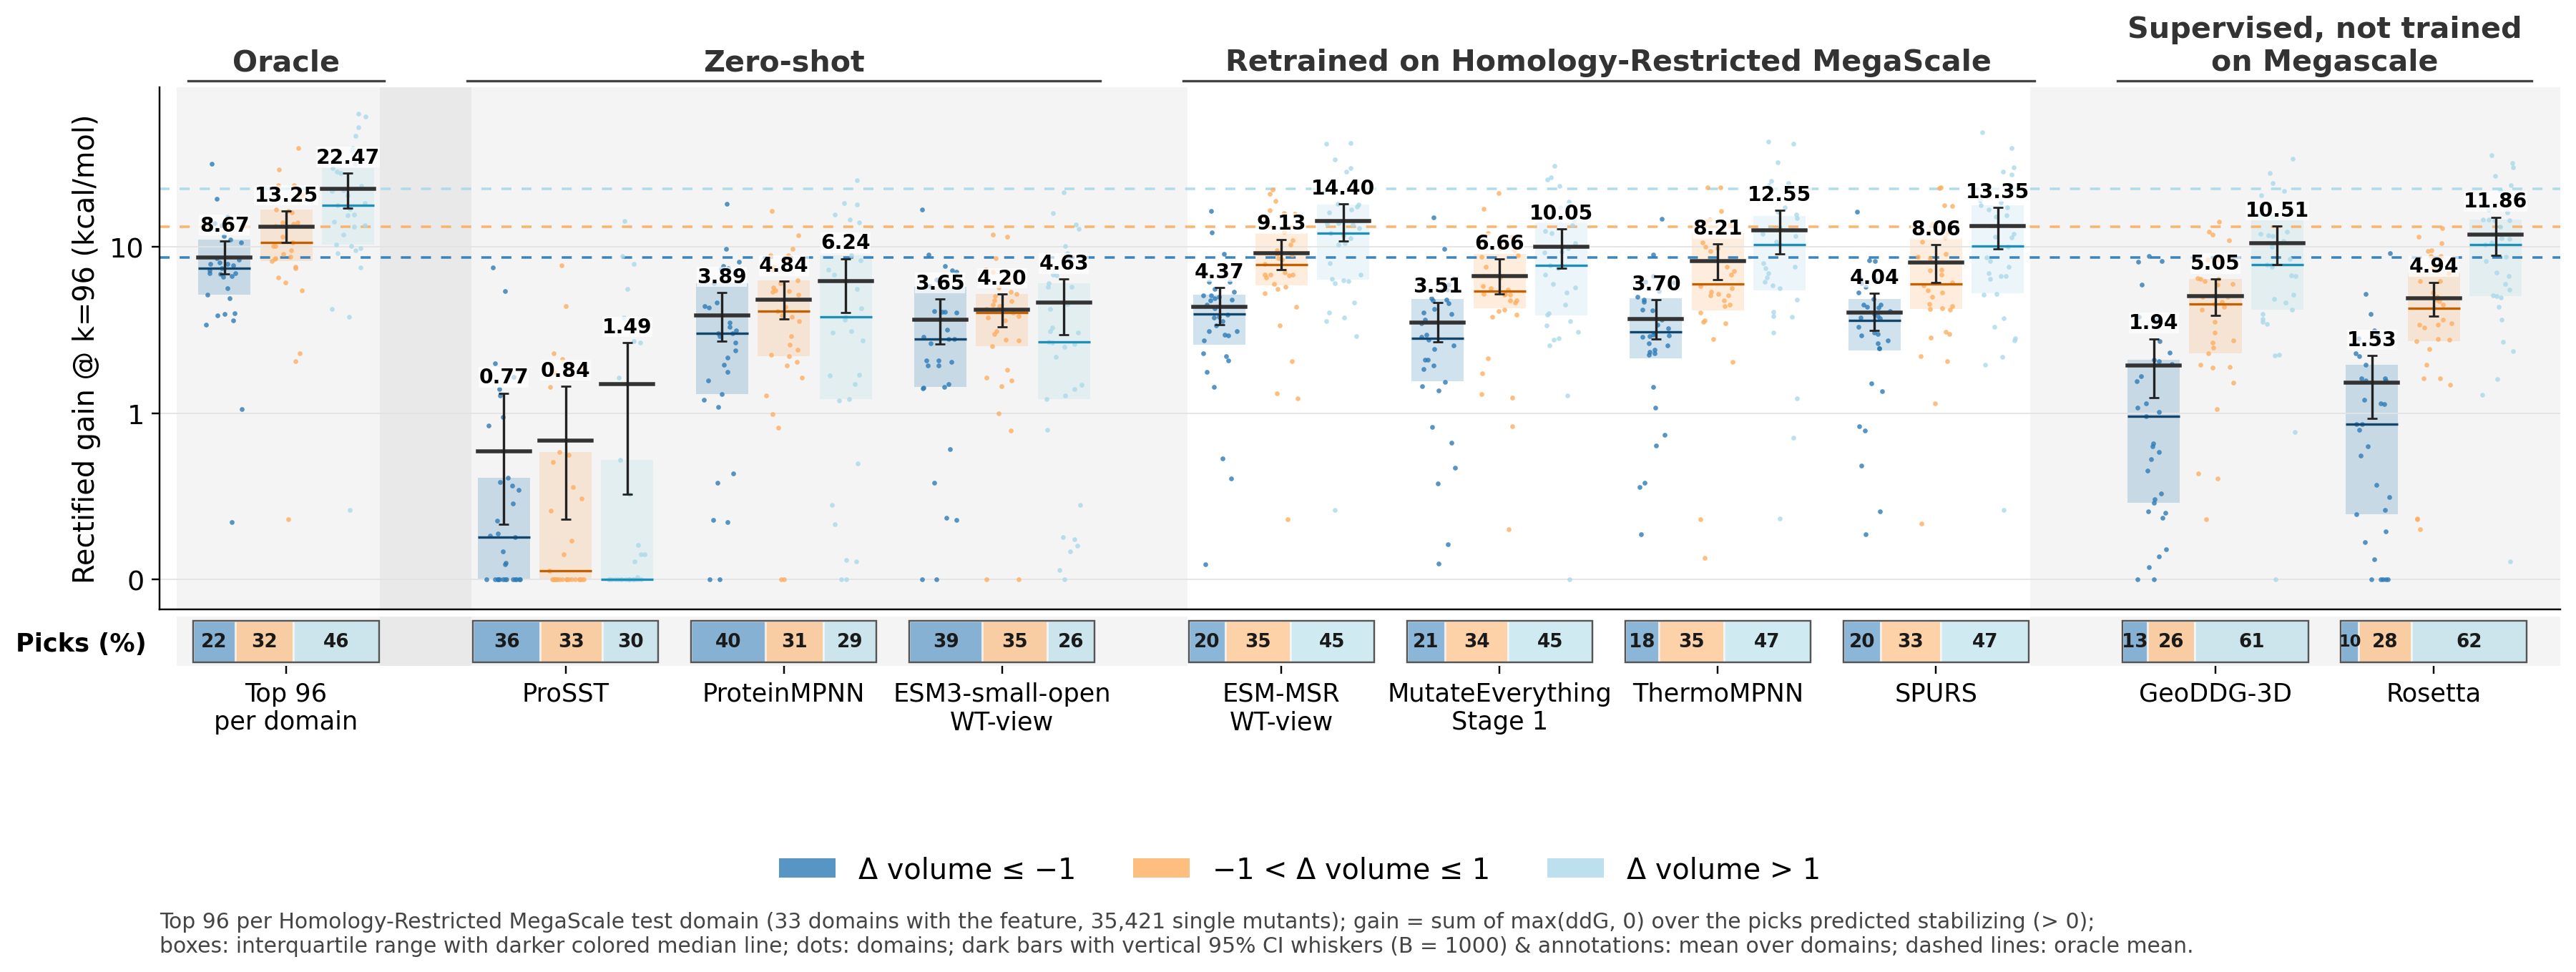 Oracle
Zero-shot
Retrained on Homology-Restricted MegaScale
Supervised, not trained
on Megascale
Rectified gain @ k=96 (kcal/mol)
10
1
0
8.67
13.25
22.47
0.77
0.84
1.49
3.89
4.84
6.24
3.65
4.20
4.63
4.37
9.13
14.40
3.51
6.66
10.05
3.70
8.21
12.55
4.04
8.06
13.35
1.94
5.05
10.51
1.53
4.94
11.86
Picks (%)
22 32 46
36 33 30
40 31 29
39 35 26
20 35 45
21 34 45
18 35 47
20 33 47
13 26 61
10 28 62
Top 96
per domain
ProSST
ProteinMPNN
ESM3-small-open
WT-view
ESM-MSR
WT-view
MutateEverything
Stage 1
ThermoMPNN
SPURS
GeoDDG-3D
Rosetta
Δ volume ≤ −1
−1 < Δ volume ≤ 1
Δ volume > 1
Top 96 per Homology-Restricted MegaScale test domain (33 domains with the feature, 35,421 single mutants); gain = sum of max(ddG, 0) over the picks predicted stabilizing (> 0);
boxes: interquartile range with darker colored median line; dots: domains; dark bars with vertical 95% CI whiskers (B = 1000) & annotations: mean over domains; dashed lines: oracle mean.